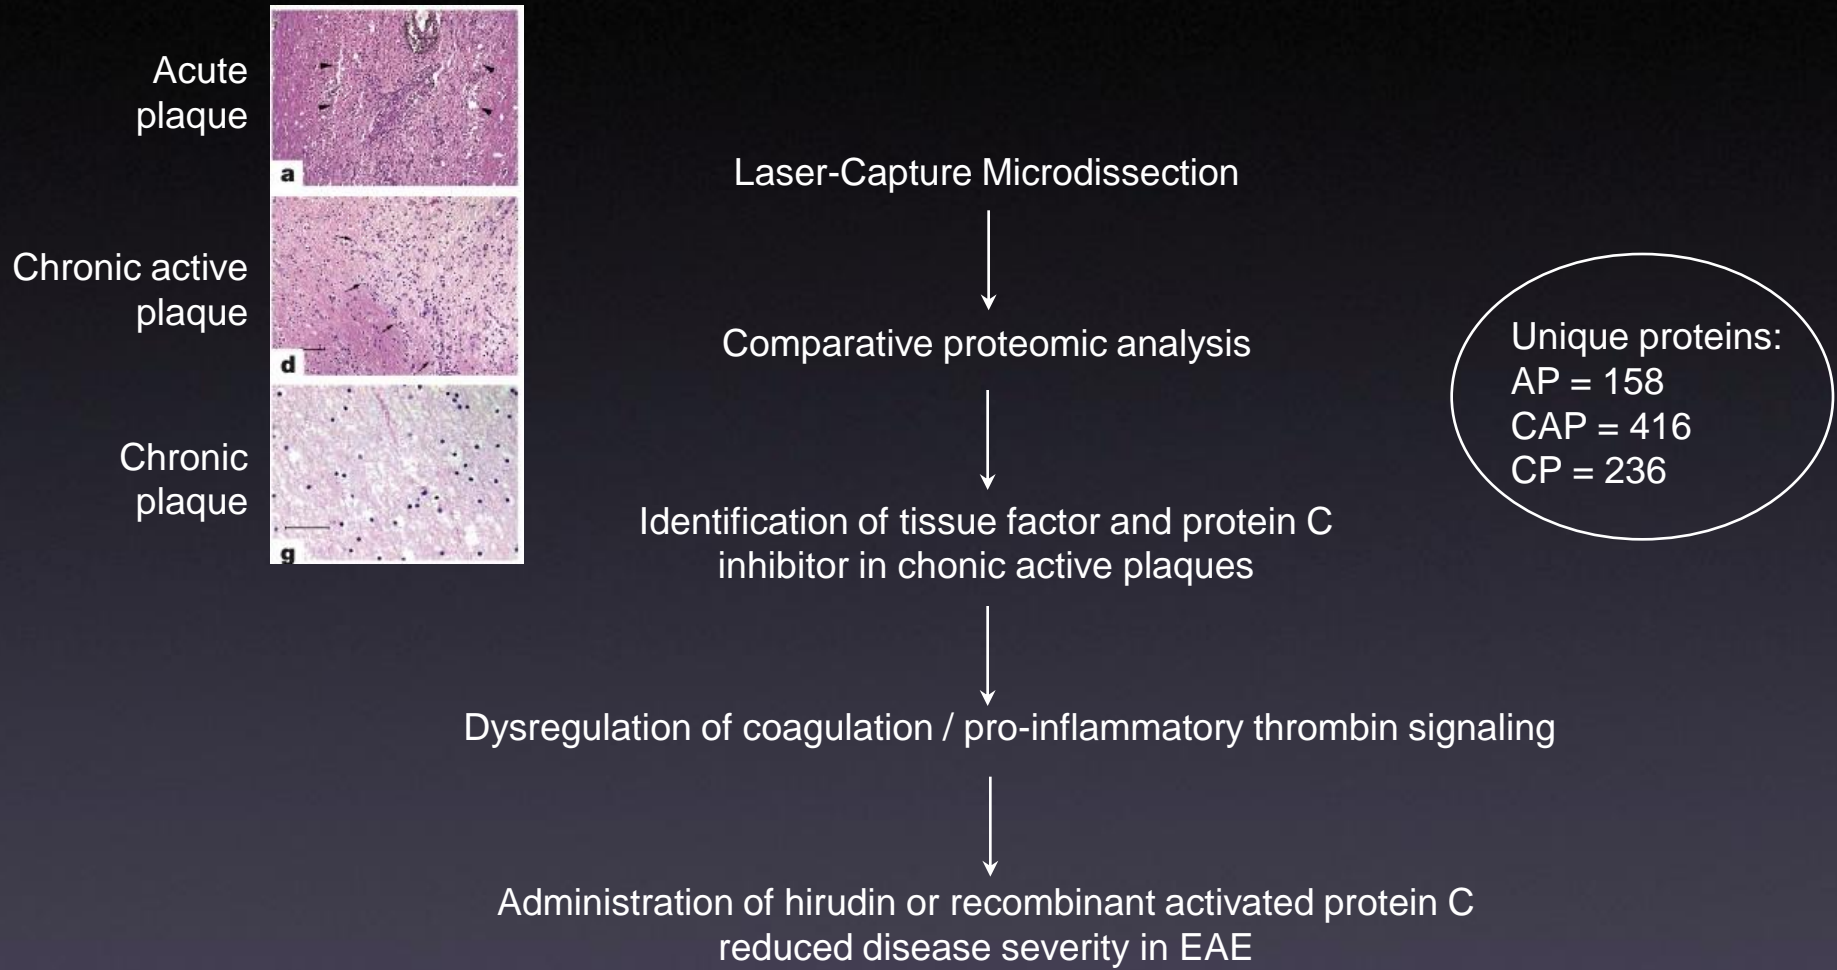 Acute
plaque
a
Chronic active
plaque
d
Chronic
plaque
g
Laser-Capture Microdissection
Comparative proteomic analysis
Identification of tissue factor and protein C
inhibitor in chonic active plaques
Dysregulation of coagulation / pro-inflammatory thrombin signaling
Administration of hirudin or recombinant activated protein C
reduced disease severity in EAE
Unique proteins:
AP = 158
CAP = 416
CP = 236